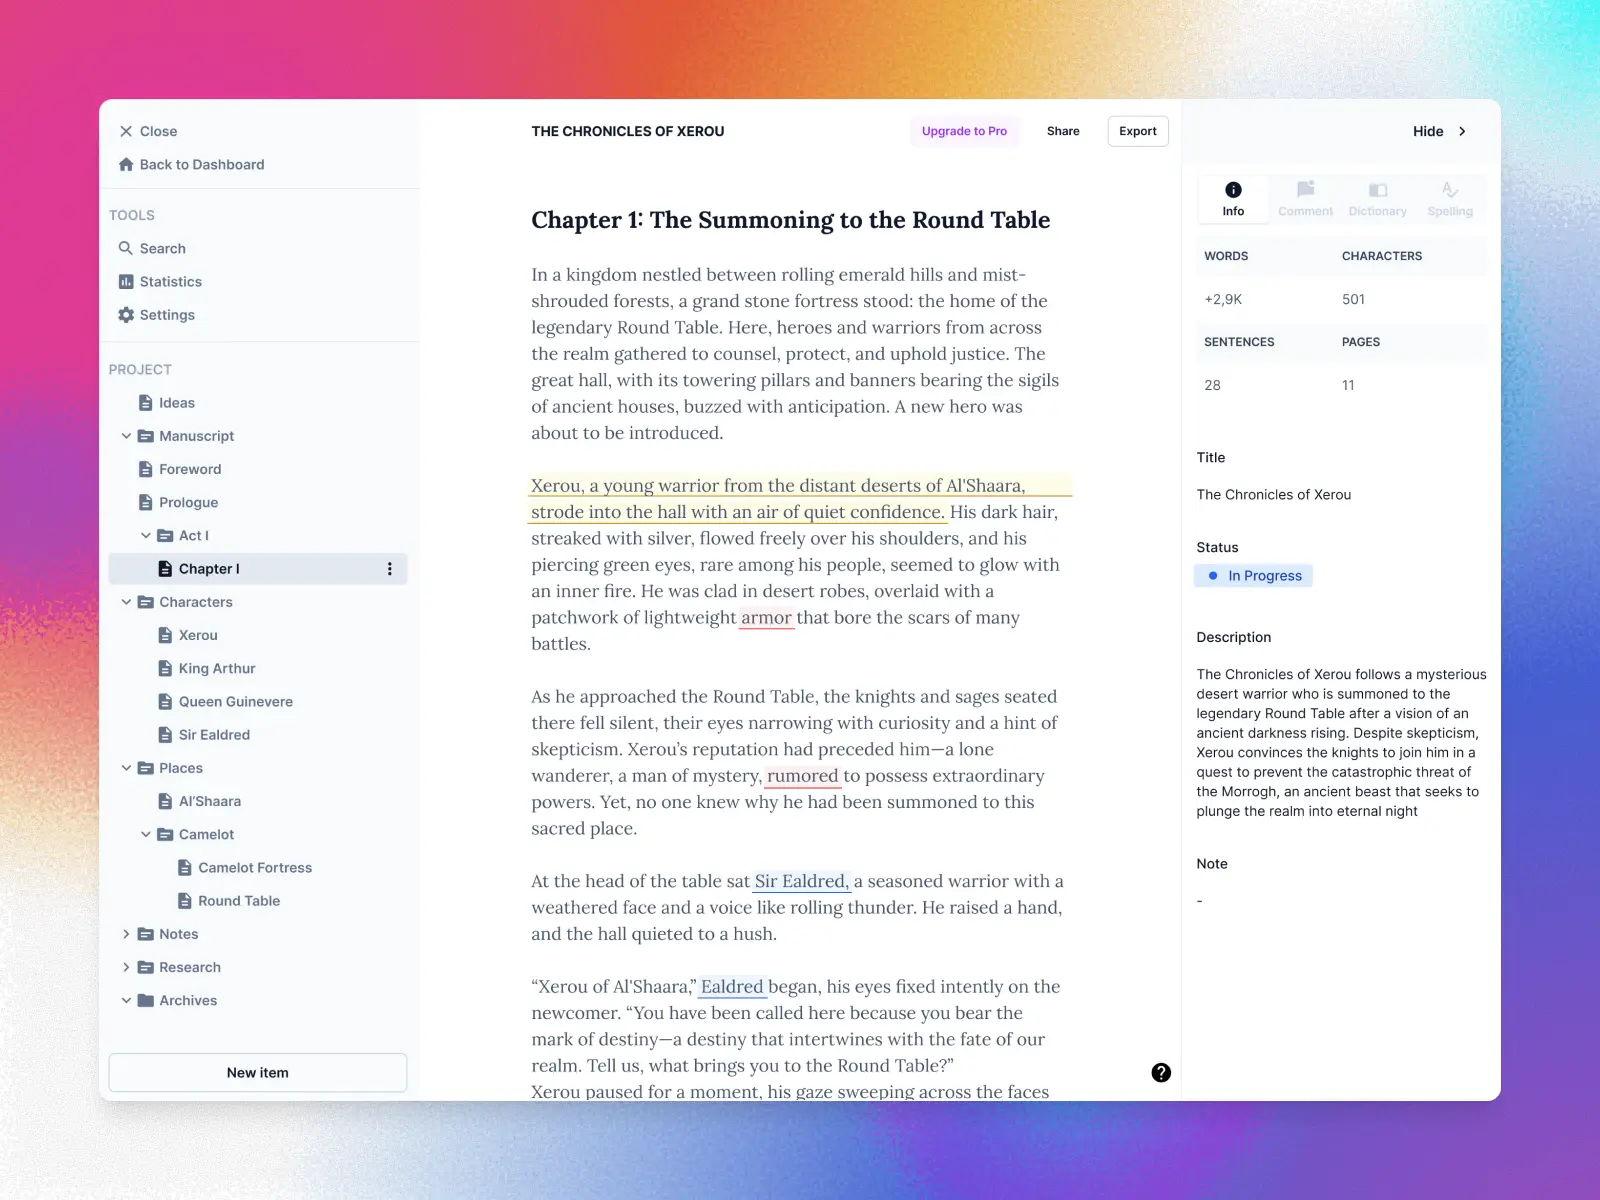 Close
Back to Dashboard
TOOLS
Search
Statistics
Settings
PROJECT
Ideas
Manuscript
Foreword
Prologue
Act I
Chapter I
Characters
Xerou
King Arthur
Queen Guinevere
Sir Ealdred
Places
Al'Shaara
Camelot
Camelot Fortress
Round Table
Notes
Research
Archives
New item
THE CHRONICLES OF XEROU
Upgrade to Pro
Share
Export
Chapter 1: The Summoning to the Round Table
In a kingdom nestled between rolling emerald hills and mist-
shrouded forests, a grand stone fortress stood: the home of the
legendary Round Table. Here, heroes and warriors from across
the realm gathered to counsel, protect, and uphold justice. The
great hall, with its towering pillars and banners bearing the sigils
of ancient houses, buzzed with anticipation. A new hero was
about to be introduced.
Xerou, a young warrior from the distant deserts of Al'Shaara,
strode into the hall with an air of quiet confidence. His dark hair,
streaked with silver, flowed freely over his shoulders, and his
piercing green eyes, rare among his people, seemed to glow with
an inner fire. He was clad in desert robes, overlaid with a
patchwork of lightweight armor that bore the scars of many
battles.
As he approached the Round Table, the knights and sages seated
there fell silent, their eyes narrowing with curiosity and a hint of
skepticism. Xerou’s reputation had preceded him—a lone
wanderer, a man of mystery, rumored to possess extraordinary
powers. Yet, no one knew why he had been summoned to this
sacred place.
At the head of the table sat Sir Ealdred, a seasoned warrior with a
weathered face and a voice like rolling thunder. He raised a hand,
and the hall quieted to a hush.
“Xerou of Al'Shaara,” Ealdred began, his eyes fixed intently on the
newcomer. “You have been called here because you bear the
mark of destiny—a destiny that intertwines with the fate of our
realm. Tell us, what brings you to the Round Table?”
Xerou paused for a moment, his gaze sweeping across the faces
?
Hide
Info
Comment
Dictionary
Spelling
WORDS
CHARACTERS
+2,9K
501
SENTENCES
PAGES
28
11
Title
The Chronicles of Xerou
Status
In Progress
Description
The Chronicles of Xerou follows a mysterious
desert warrior who is summoned to the
legendary Round Table after a vision of an
ancient darkness rising. Despite skepticism,
Xerou convinces the knights to join him in a
quest to prevent the catastrophic threat of
the Morrogh, an ancient beast that seeks to
plunge the realm into eternal night
Note
-